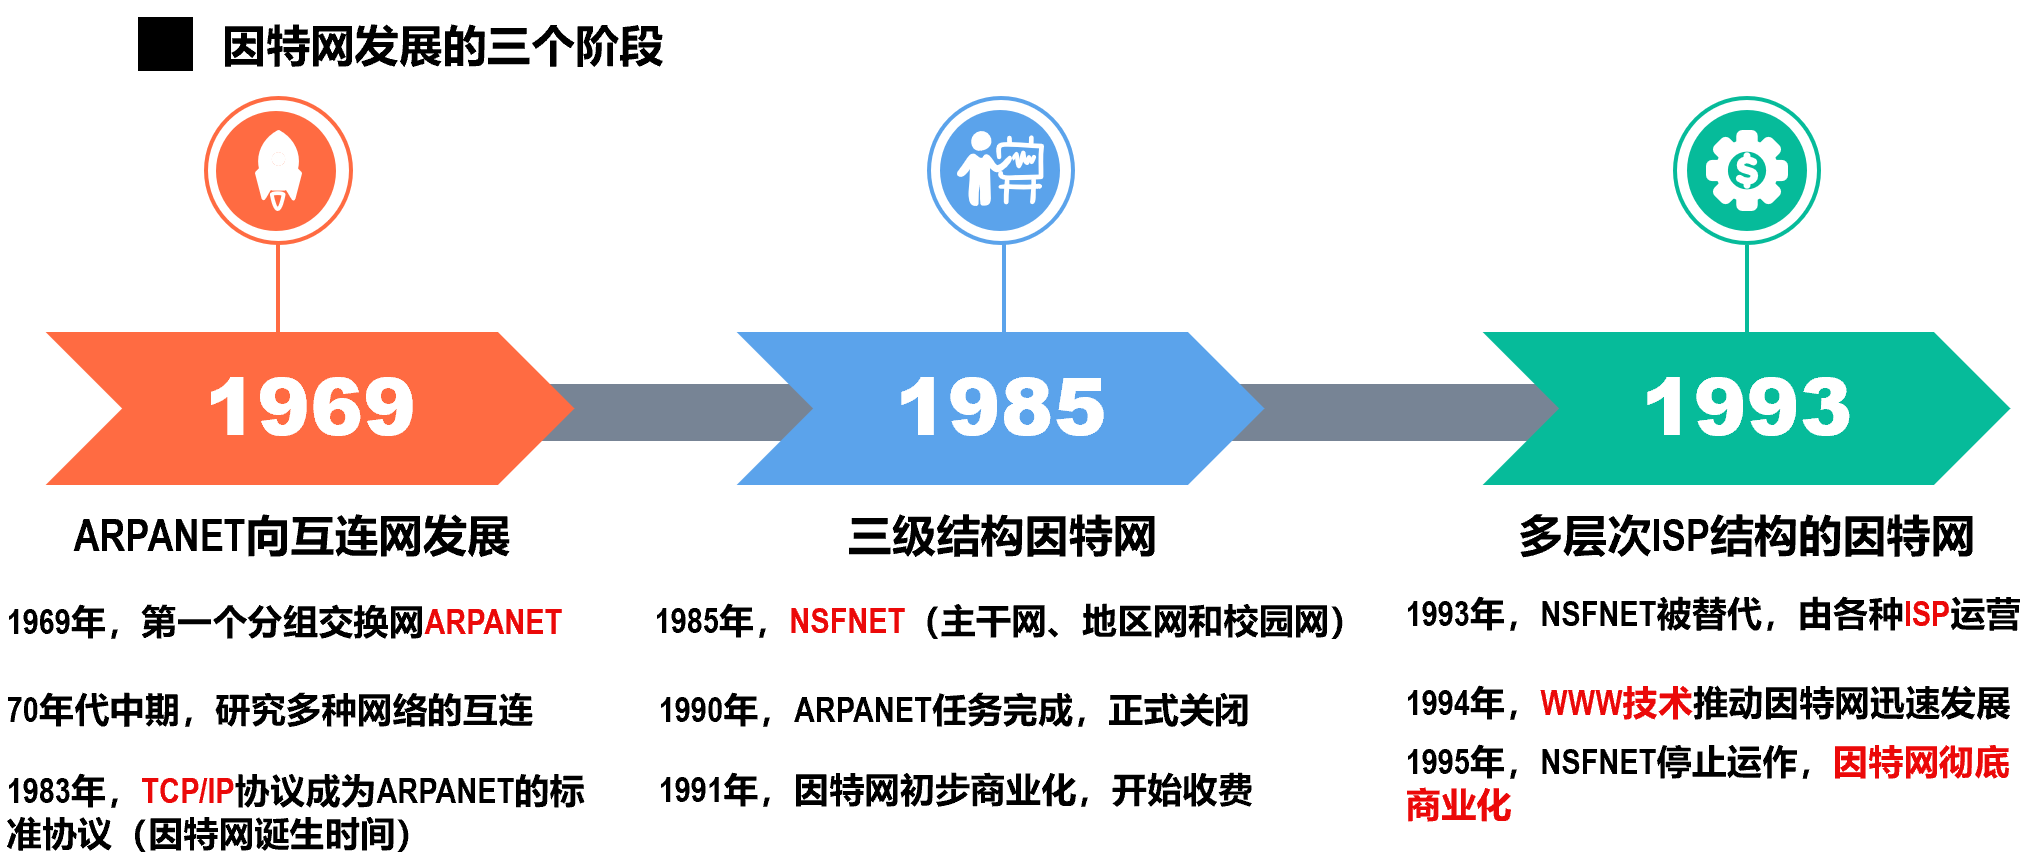 因特网发展的三个阶段
1969
1985
1993
ARPANET向互连网发展
1969年，第一个分组交换网ARPANET
70年代中期，研究多种网络的互连
1983年，TCP/IP协议成为ARPANET的标
准协议（因特网诞生时间）
三级结构因特网
1985年，NSFNET（主干网、地区网和校园网）
1990年，ARPANET任务完成，正式关闭
1991年，因特网初步商业化，开始收费
多层次ISP结构的因特网
1993年，NSFNET被替代，由各种ISP运营
1994年，WWW技术推动因特网迅速发展
1995年，NSFNET停止运作，因特网彻底
商业化